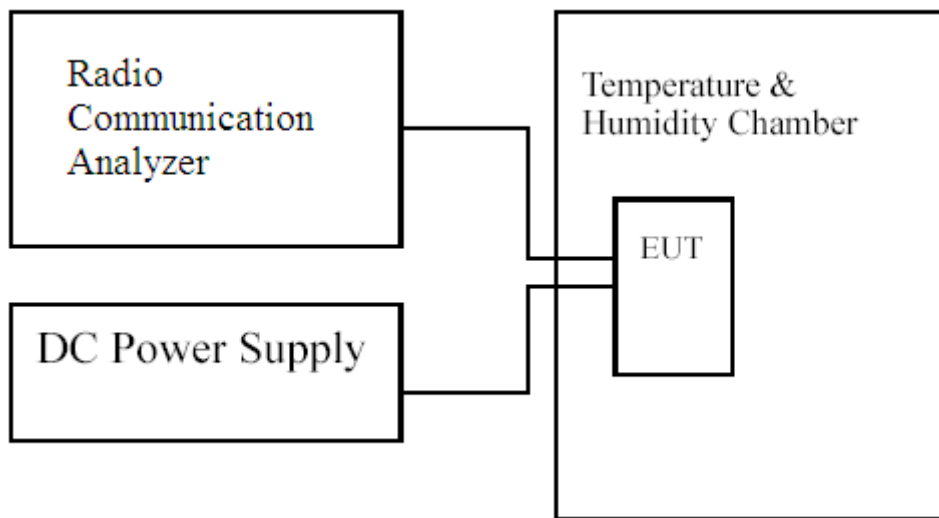 Radio
Communication
Analyzer
DC Power Supply
Temperature &
Humidity Chamber
EUT